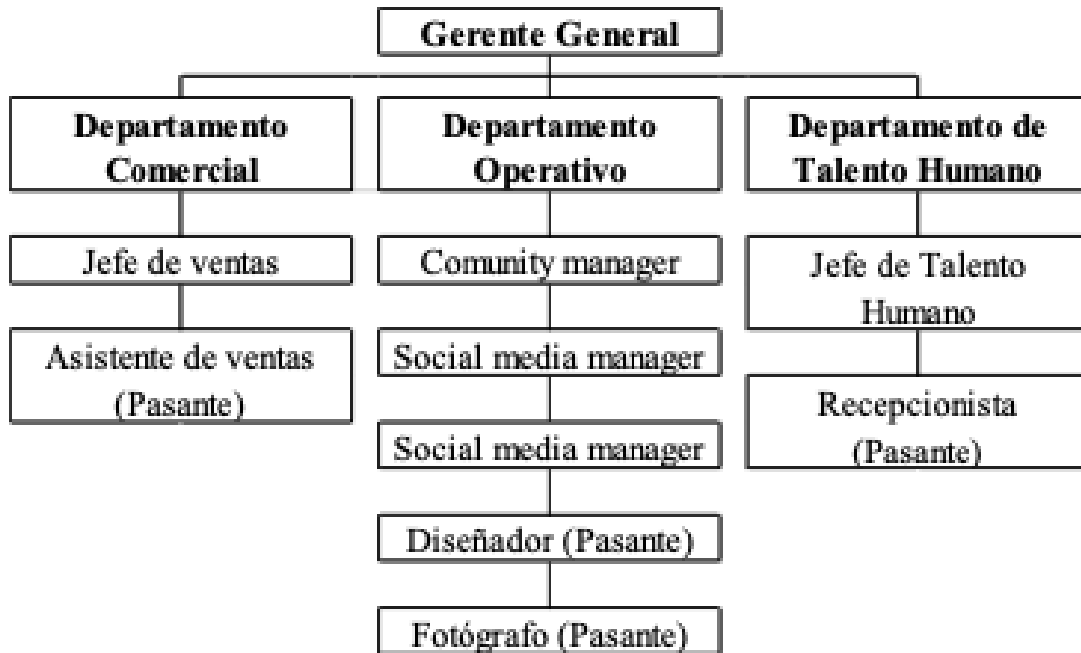 Gerente General
Departamento
Comercial
Departamento
Operativo
Departamento de
Talento Humano
Jefe de ventas
Asistente de ventas
(Pasante)
Comunity manager
Social media manager
Social media manager
Diseñador (Pasante)
Fotógrafo (Pasante)
Jefe de Talento
Humano
Recepcionista
(Pasante)